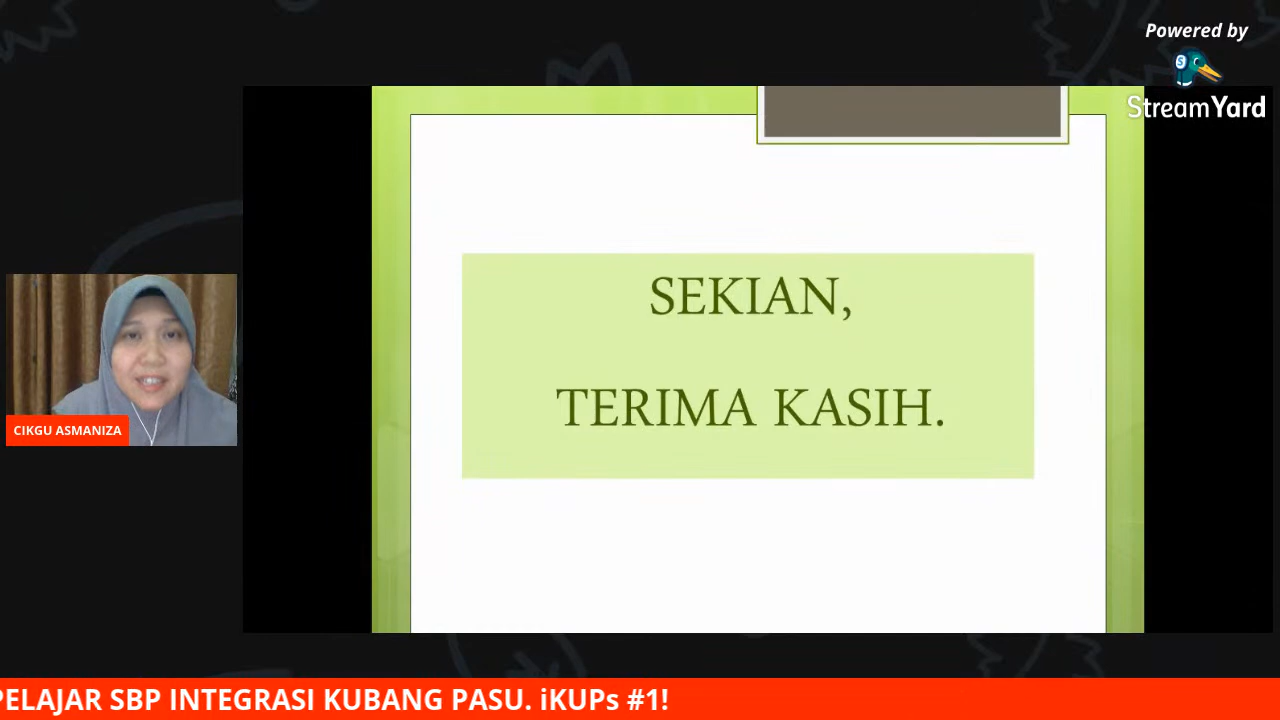 Powered by
StreamYard
SEKIAN,
TERIMA KASIH.
CIKGU ASMANIZA
PELAJAR SBP INTEGRASI KUBANG PASU. iKUPs #1!